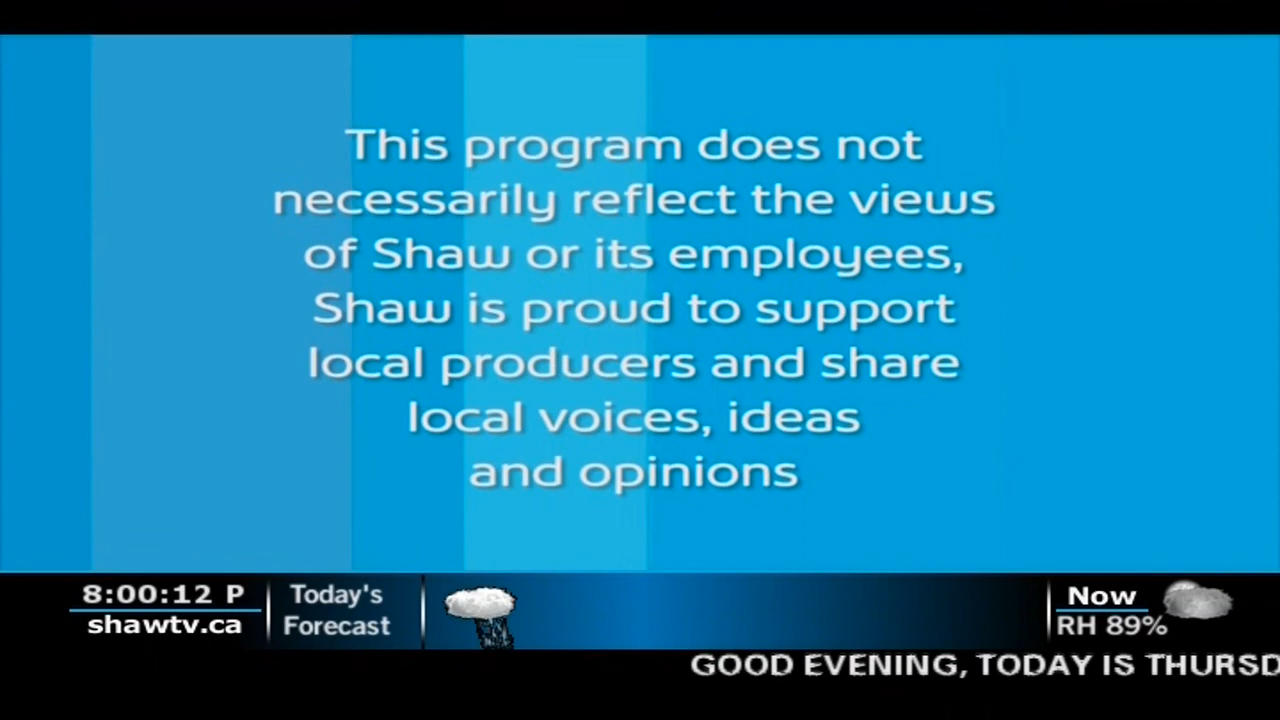 This program does not
necessarily reflect the views
of Shaw or its employees,
Shaw is proud to support
local producers and share
local voices, ideas
and opinions
8:00:12 P
shawtv.ca
Today's
Forecast
Now
RH 89%
GOOD EVENING, TODAY IS THURSD